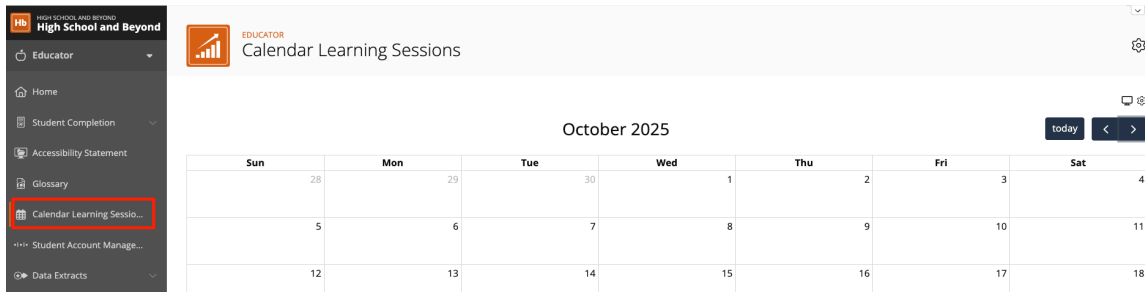 Hb
HIGH SCHOOL AND BEYOND
High School and Beyond
Educator
Home
Student Completion
Accessibility Statement
Glossary
Calendar Learning Sessio...
Student Account Manage...
Data Extracts
EDUCATOR
Calendar Learning Sessions
October 2025
today < >
Sun Mon Tue Wed Thu Fri Sat
28 29 30 1 2 3 4
5 6 7 8 9 10 11
12 13 14 15 16 17 18